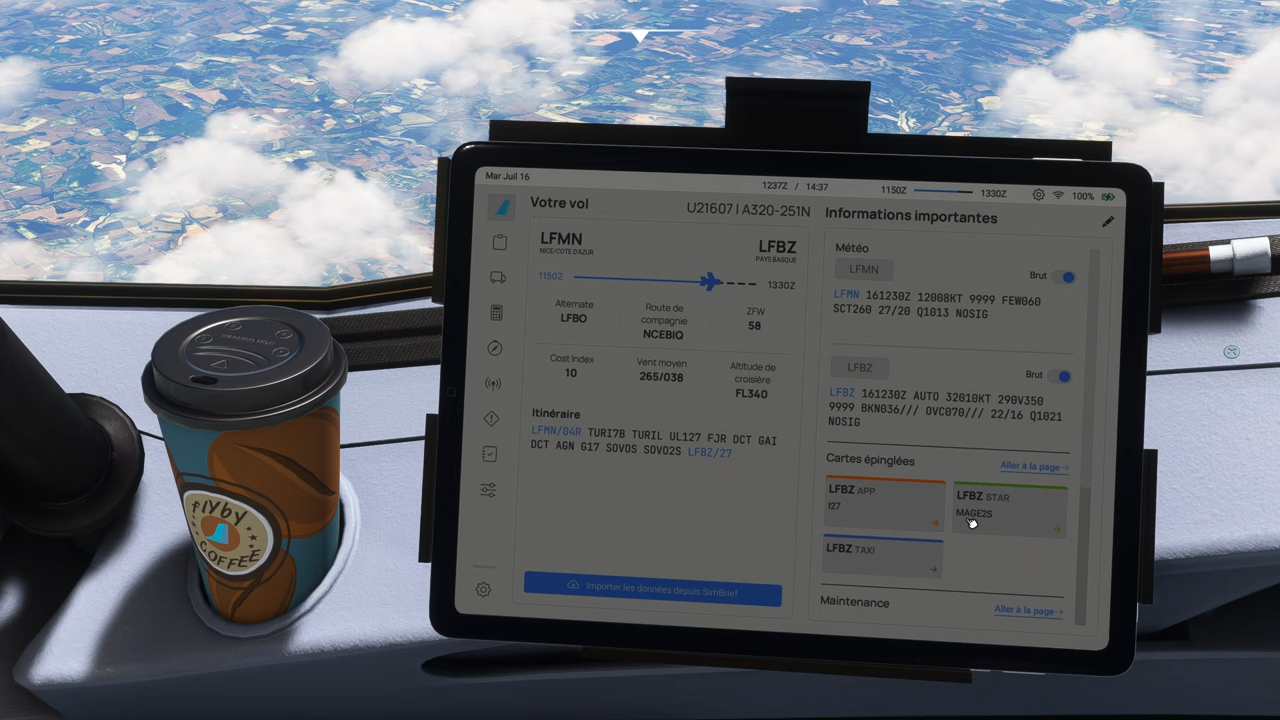 Mar Juil 16
1237Z / 14:37
1150Z
1330Z
100%
Votre vol
U21607 | A320-251N
LFMN
NICE/COTE D'AZUR
LFBZ
PAYS BASQUE
1150Z
1330Z
Alternate
LFBO
Route de
compagnie
NCEBIQ
ZFW
58
Cost Index
10
Vent moyen
265/038
Altitude de
croisière
FL340
Itinéraire
LFMN/04R TURI7B TURIL UL127 FJR DCT GAI
DCT AGN G17 SOVOS SOVO2S LFBZ/27
Importer les données depuis SimBrief
Informations importantes
Météo
LFMN
Brut
LFMN 161230Z 12008KT 9999 FEW060
SCT260 27/20 Q1013 NOSIG
LFBZ
Brut
LFBZ 161230Z AUTO 32010KT 290V350
9999 BKN036/// OVC070/// 22/16 Q1021
NOSIG
Cartes épinglées
Aller à la page→
LFBZ APP
I27
LFBZ STAR
MAGE2S
LFBZ TAXI
Maintenance
Aller à la page→
flyby
COFFEE